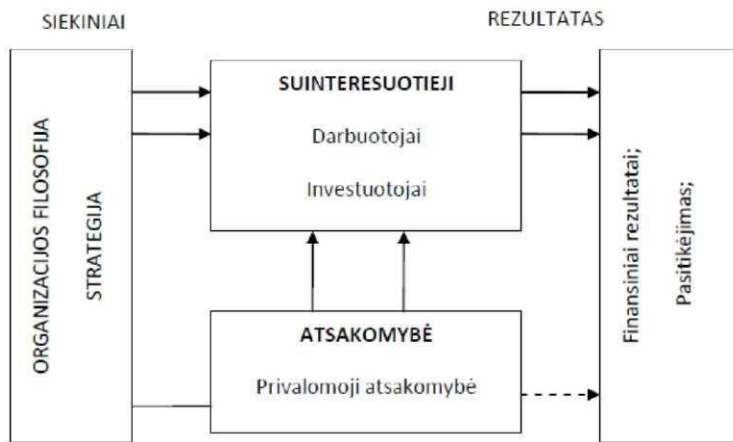 SIEKINIAI
REZULTATAS
ORGANIZACIJOS FILOSOFIJA
STRATEGIJA
SUINTERESUOTIEJI
Darbuotojai
Investuotojai
ATSAKOMYBĖ
Privalomoji atsakomybė
Finansiniai rezultatai;
Pasitikėjimas;